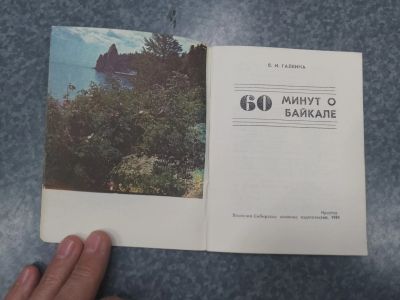 В. И. ГАЛКИНА
60 МИНУТ О
БАЙКАЛЕ
Иркутск
Восточно-Сибирское книжное издательство,